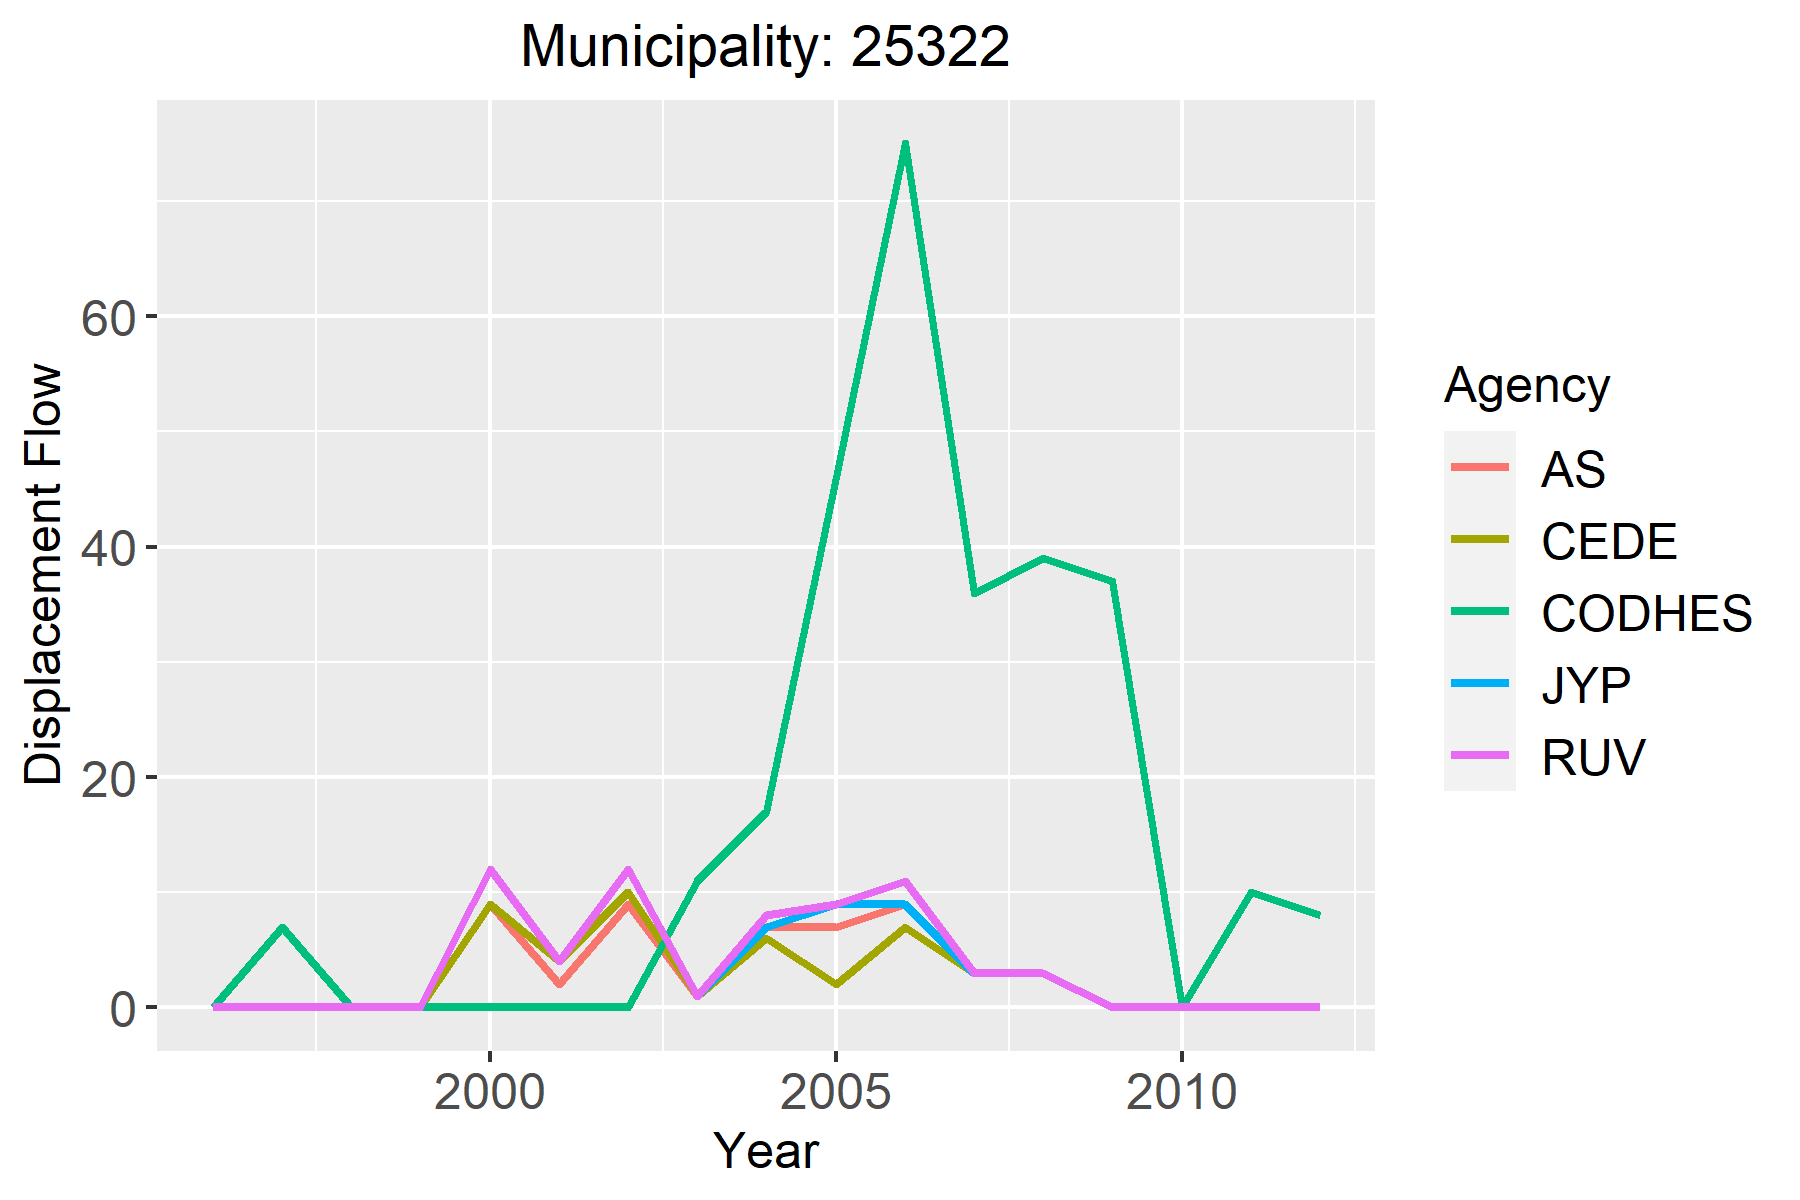 Municipality: 25322
Displacement Flow
60
40
20
0
2000 2005 2010
Year
Agency
AS
CEDE
CODHES
JYP
RUV